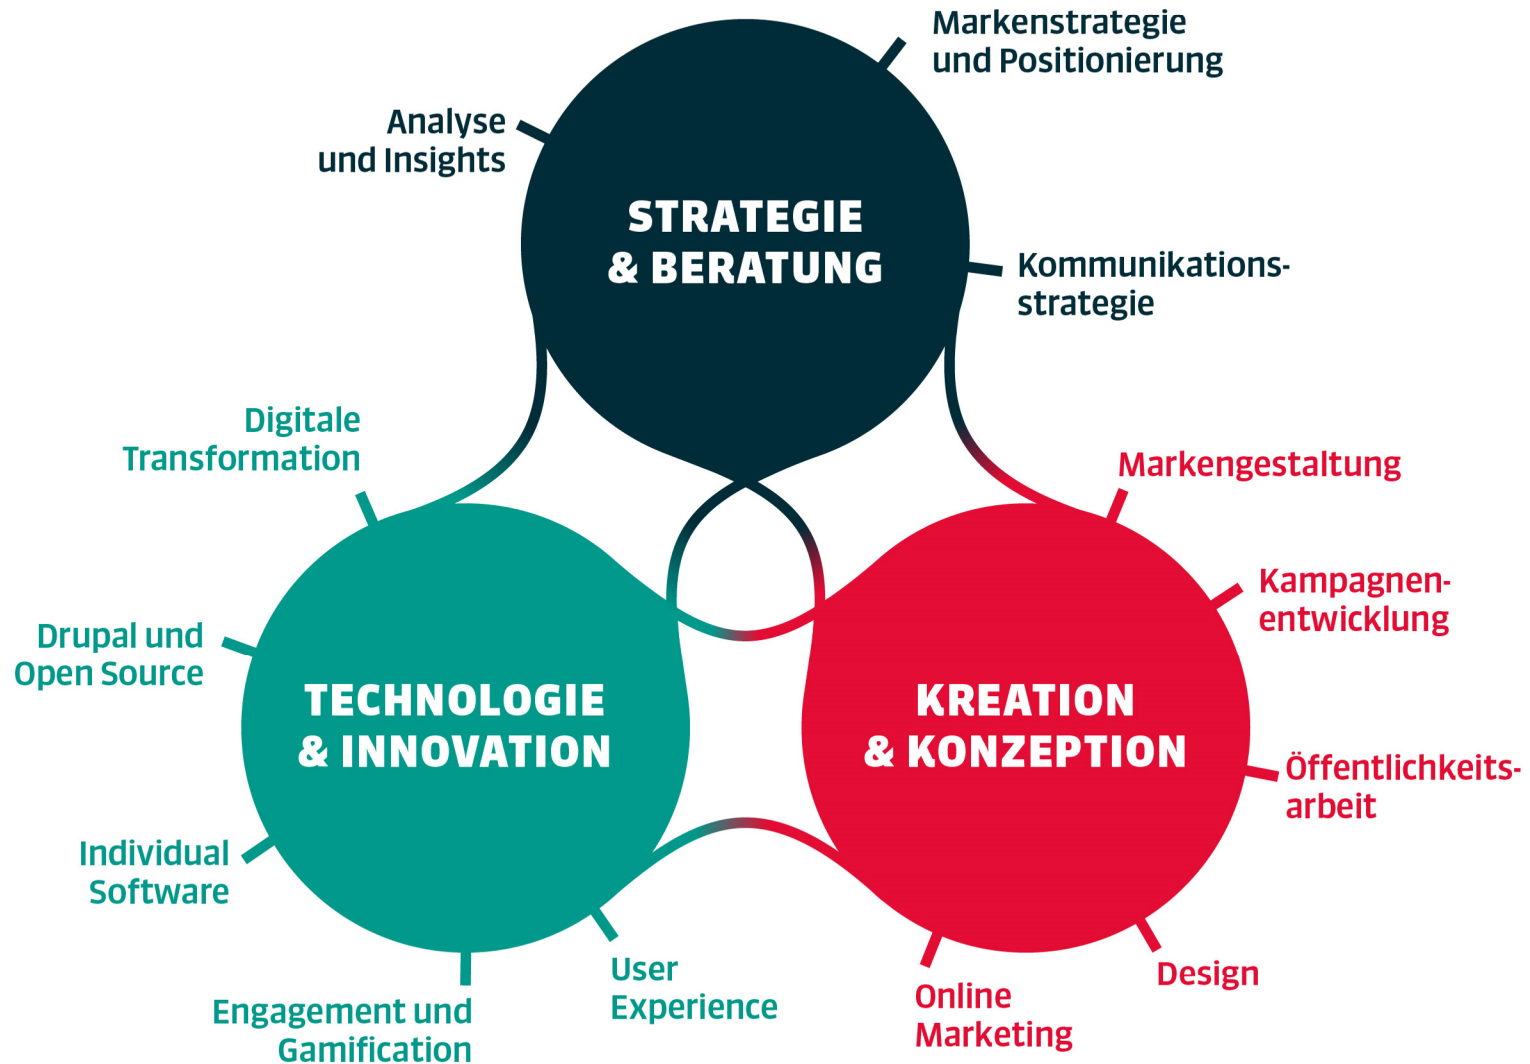 Markenstrategie
und Positionierung
Analyse
und Insights
STRATEGIE
& BERATUNG
Kommunikations-
strategie
Digitale
Transformation
Markengestaltung
Kampagnen-
entwicklung
Drupal und
Open Source
TECHNOLOGIE
& INNOVATION
KREATION
& KONZEPTION
Öffentlichkeits-
arbeit
Individual
Software
User
Experience
Design
Engagement und
Gamification
Online
Marketing